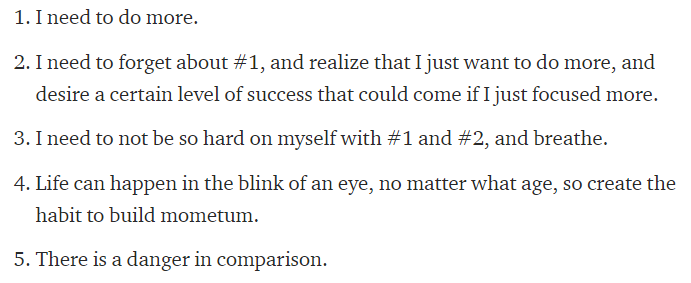 1. I need to do more.
2. I need to forget about #1, and realize that I just want to do more, and
desire a certain level of success that could come if I just focused more.
3. I need to not be so hard on myself with #1 and #2, and breathe.
4. Life can happen in the blink of an eye, no matter what age, so create the
habit to build mometum.
5. There is a danger in comparison.